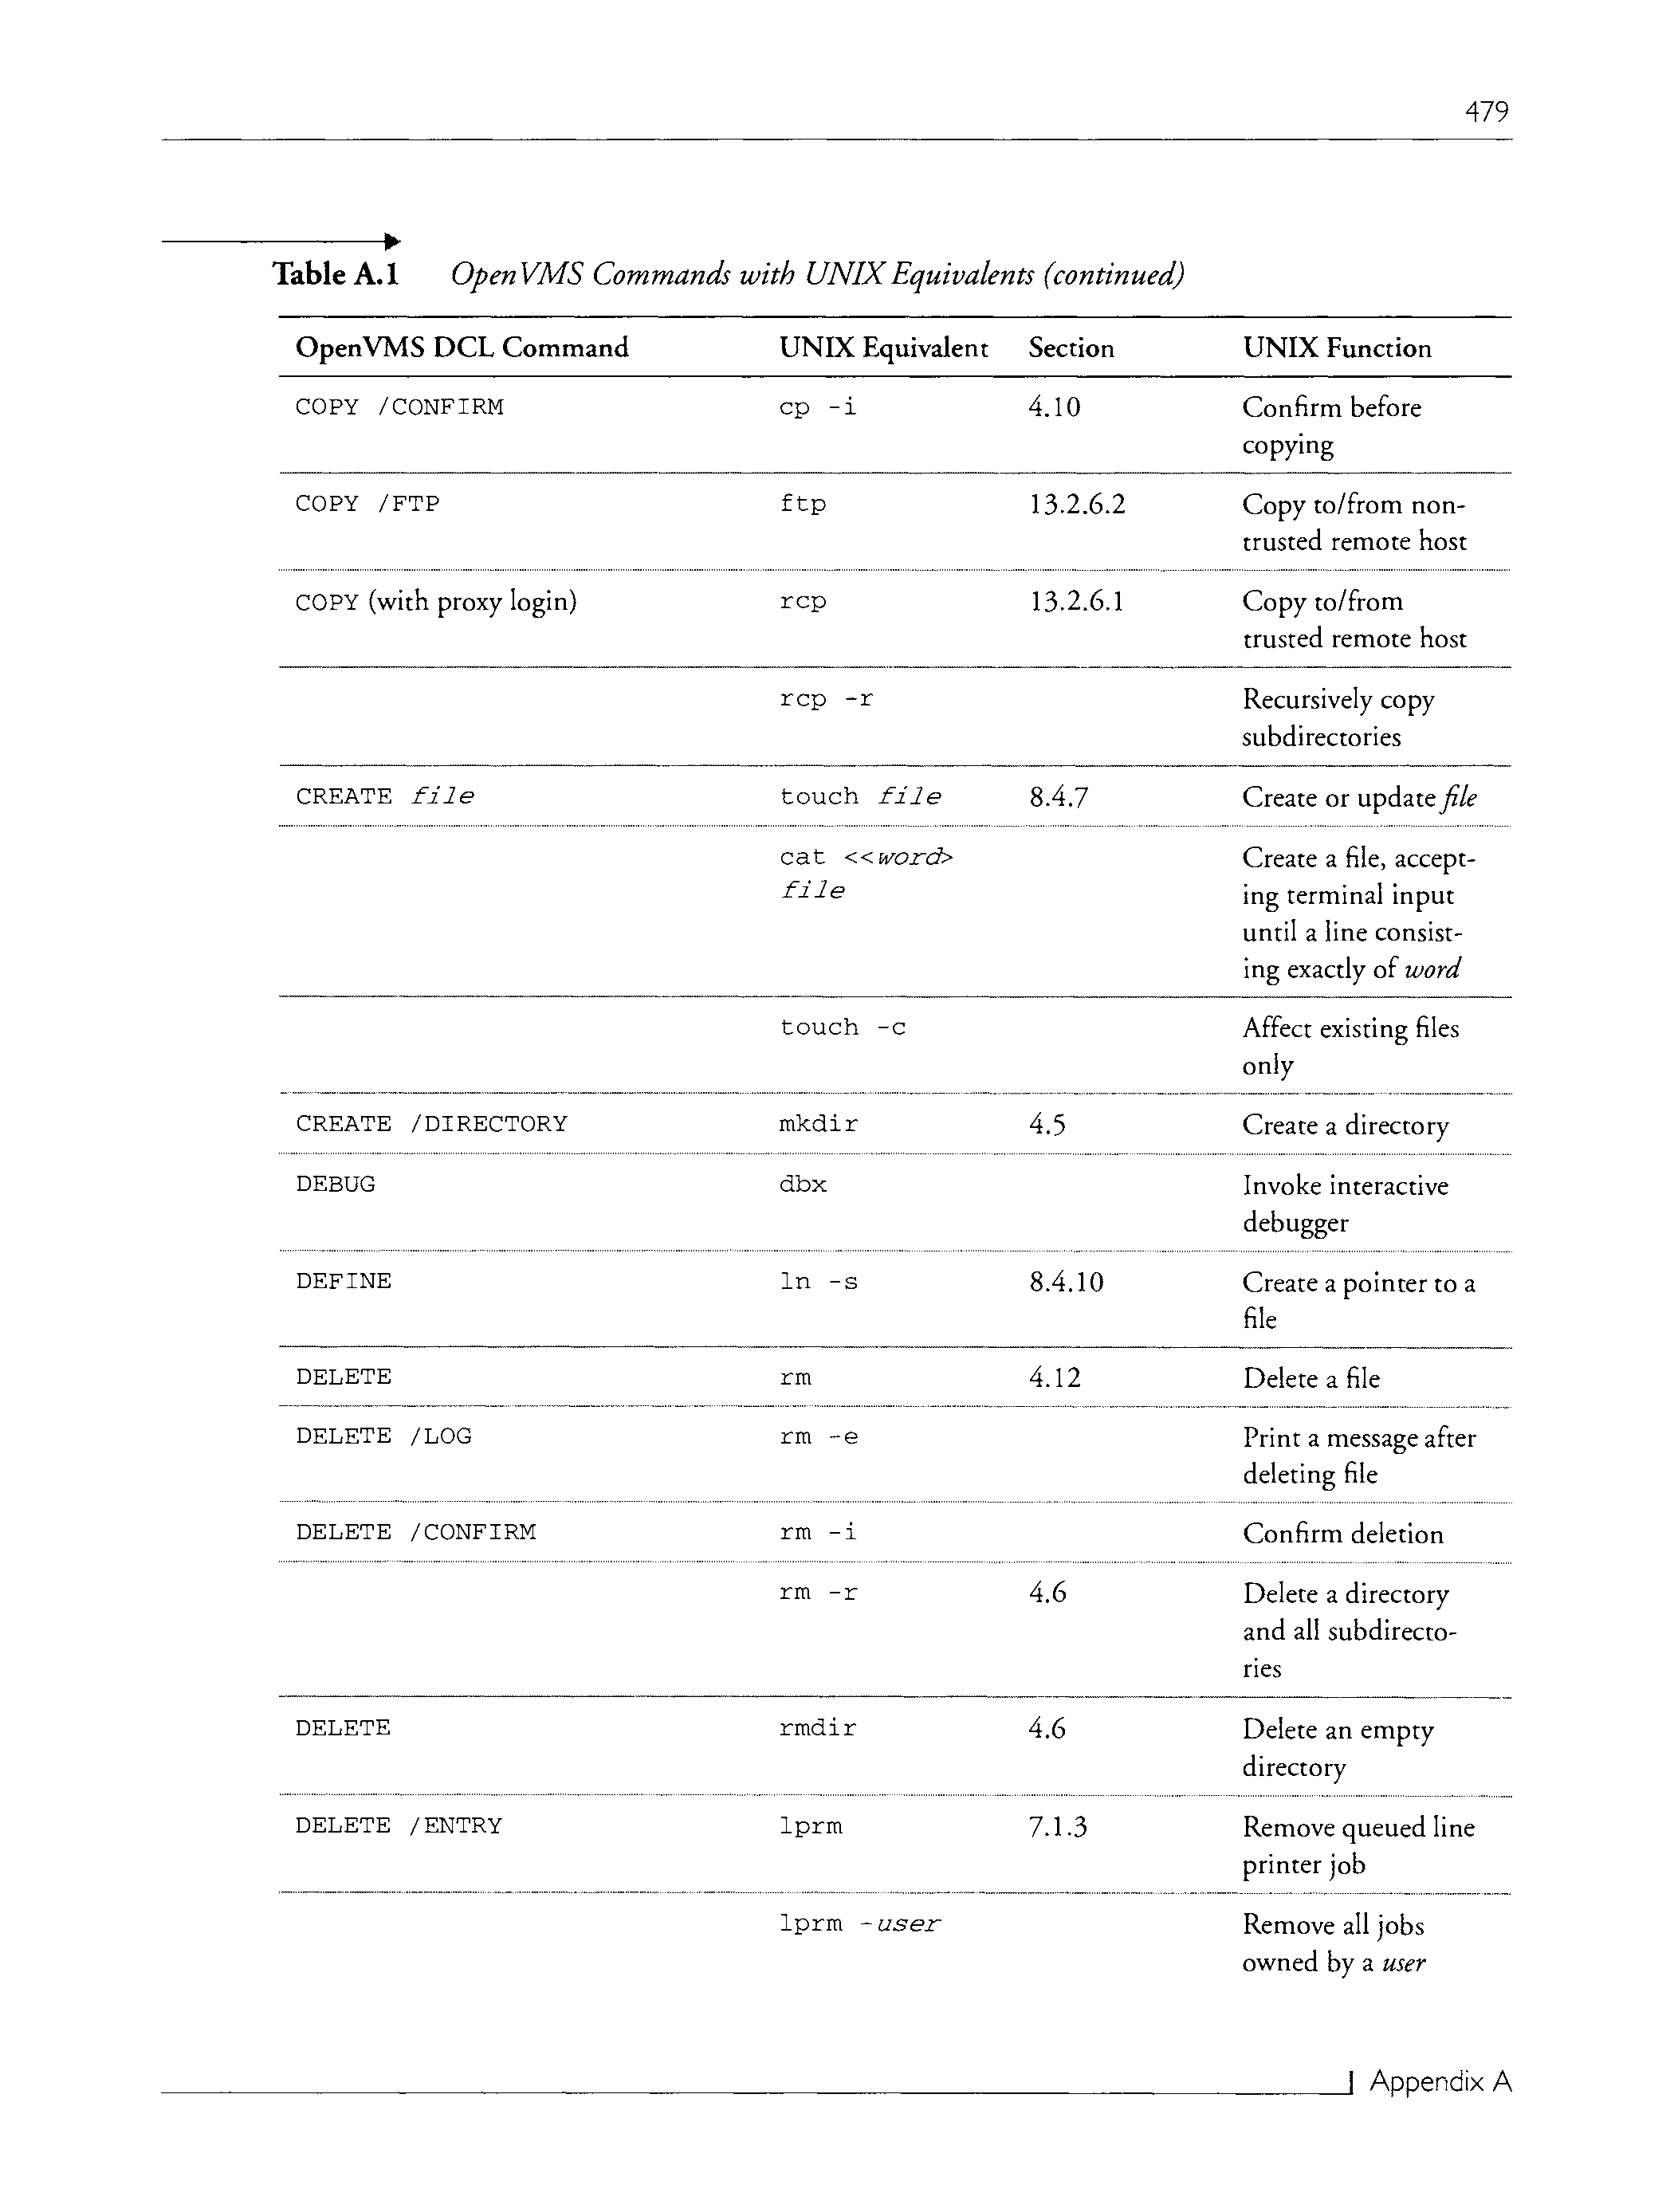 479
Table A.1 OpenVMS Commands with UNIX Equivalents (continued)
OpenVMS DCL Command UNIX Equivalent Section UNIX Function
COPY /CONFIRM cp -i 4.10 Confirm before
copying
COPY /FTP ftp 13.2.6.2 Copy to/from non-
trusted remote host
COPY (with proxy login) rcp 13.2.6.1 Copy to/from
trusted remote host
rcp -r Recursively copy
subdirectories
CREATE file touch file 8.4.7 Create or update file
cat <<word> Create a file, accept-
file ing terminal input
until a line consist-
ing exactly of word
touch -c Affect existing files
only
CREATE /DIRECTORY mkdir 4.5 Create a directory
DEBUG dbx Invoke interactive
debugger
DEFINE ln -s 8.4.10 Create a pointer to a
file
DELETE rm 4.12 Delete a file
DELETE /LOG rm -e Print a message after
deleting file
DELETE /CONFIRM rm -i Confirm deletion
rm -r 4.6 Delete a directory
and all subdirecto-
ries
DELETE rmdir 4.6 Delete an empty
directory
DELETE /ENTRY lprm 7.1.3 Remove queued line
printer job
lprm -user Remove all jobs
owned by a user
Appendix A